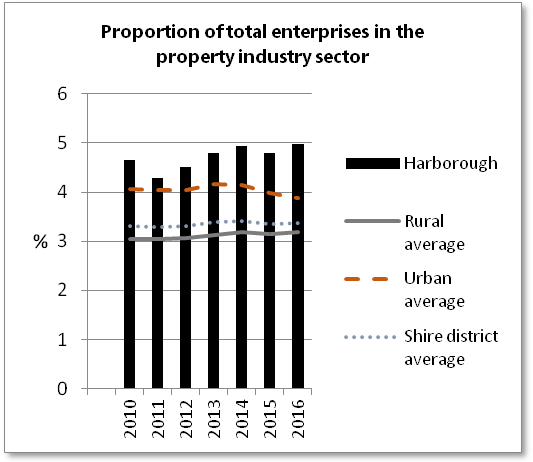 Proportion of total enterprises in the
property industry sector
6
5
4
3
2
1
0
%
2010
2011
2012
2013
2014
2015
2016
Harborough
Rural
average
Urban
average
Shire district
average